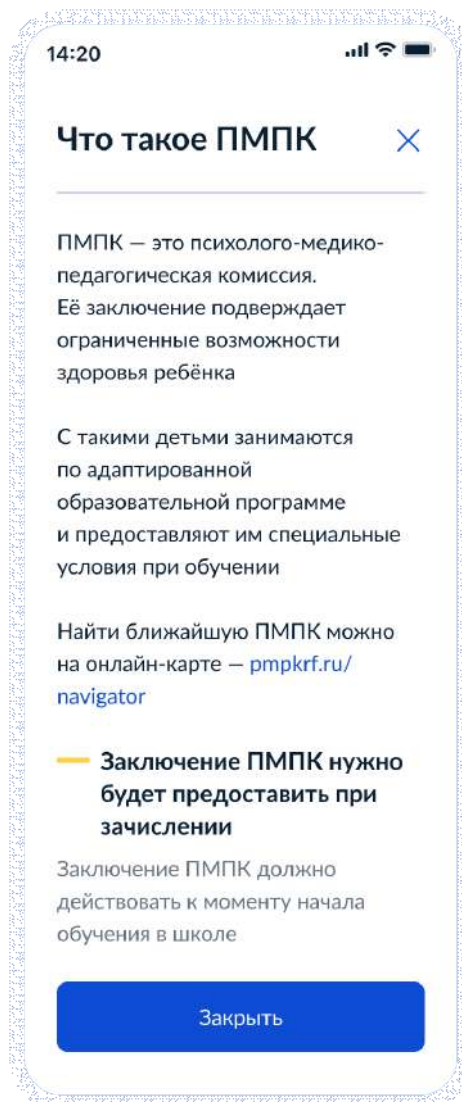 14:20
Что такое ПМПК
ПМПК — это психолого-медико-
педагогическая комиссия.
Её заключение подверждает
ограниченные возможности
здоровья ребёнка
С такими детьми занимаются
по адаптированной
образовательной программе
и предоставляют им специальные
условия при обучении
Найти ближайшую ПМПК можно
на онлайн-карте — pmpkrf.ru/
navigator
Заключение ПМПК нужно
будет предоставить при
зачислении
Заключение ПМПК должно
действовать к моменту начала
обучения в школе
Закрыть